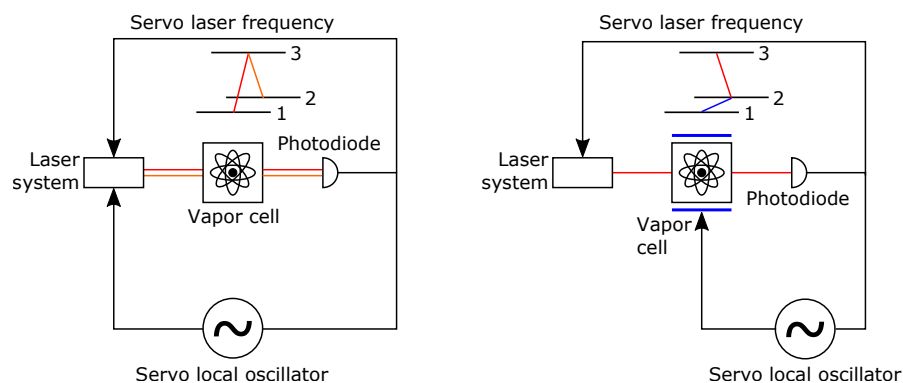 Servo laser frequency
3
2
1
Photodiode
Laser
system
Vapor cell
Servo local oscillator
Servo laser frequency
3
2
1
Laser
system
Photodiode
Vapor
cell
Servo local oscillator